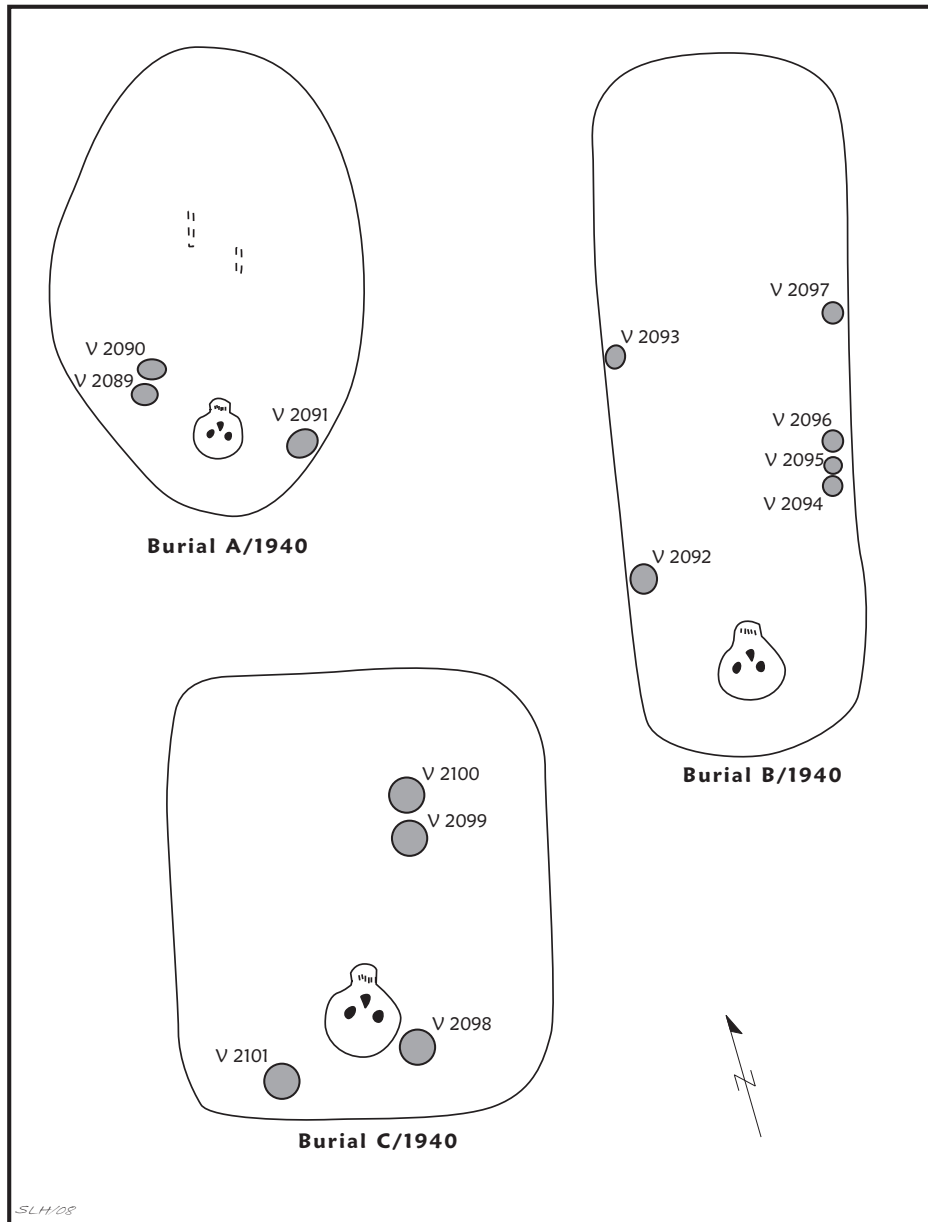 V 2090
V 2089
V 2091
Burial A/1940
V 2097
V 2093
V 2096
V 2095
V 2094
V 2092
Burial B/1940
V 2100
V 2099
V 2098
V 2101
Burial C/1940
SLH/08